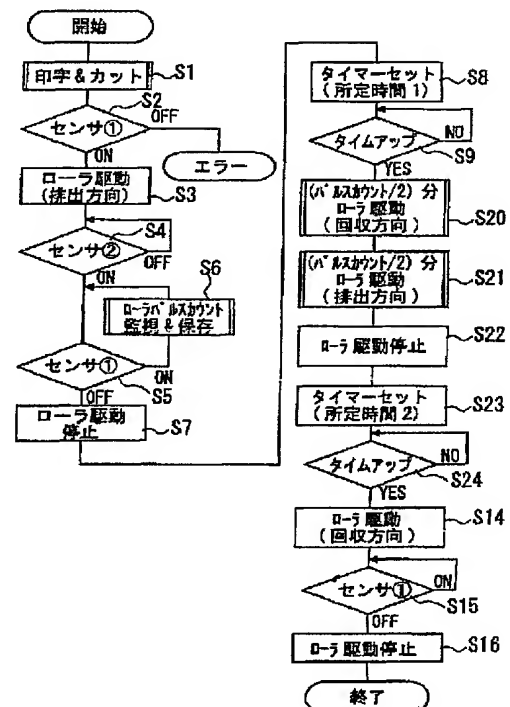 開始
印字&カット
S1
S2
センサ①
OFF
エラー
ON
ローラ駆動
(排出方向)
S3
S4
センサ②
OFF
ON
S6
ローラパルスカウント
監視&保存
センサ①
ON
S5
OFF
ローラ駆動
停止
S7
タイマーセット
(所定時間1)
S8
NO
タイムアップ
S9
YES
(パルスカウント/2)分
ローラ駆動
(回収方向)
S20
(パルスカウント/2)分
ローラ駆動
(排出方向)
S21
S22
ローラ駆動停止
タイマーセット
(所定時間2)
S23
NO
タイムアップ
S24
YES
ローラ駆動
(回収方向)
S14
ON
センサ①
S15
OFF
ローラ駆動停止
S16
終了